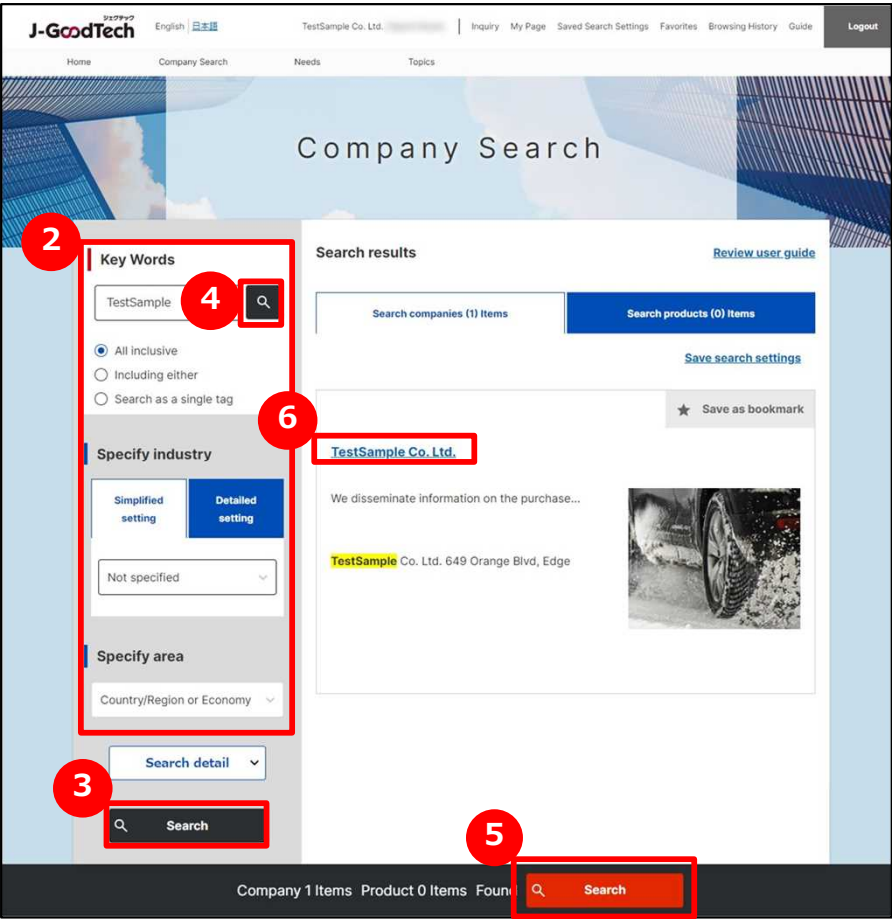 ジェグテック
J-GoodTech
English 日本語
TestSample Co. Ltd.
Inquiry My Page Saved Search Settings Favorites Browsing History Guide
Logout
Home Company Search Needs Topics
Company Search
2
Key Words
TestSample
4
All inclusive
Including either
Search as a single tag
Specify industry
Simplified setting
Detailed setting
Not specified
Specify area
Country/Region or Economy
Search detail
3
Search
Search results
Review user guide
Search companies (1) Items
Search products (0) Items
Save search settings
Save as bookmark
6
TestSample Co. Ltd.
We disseminate information on the purchase...
TestSample Co. Ltd. 649 Orange Blvd, Edge
5
Company 1 Items Product 0 Items Found
Search